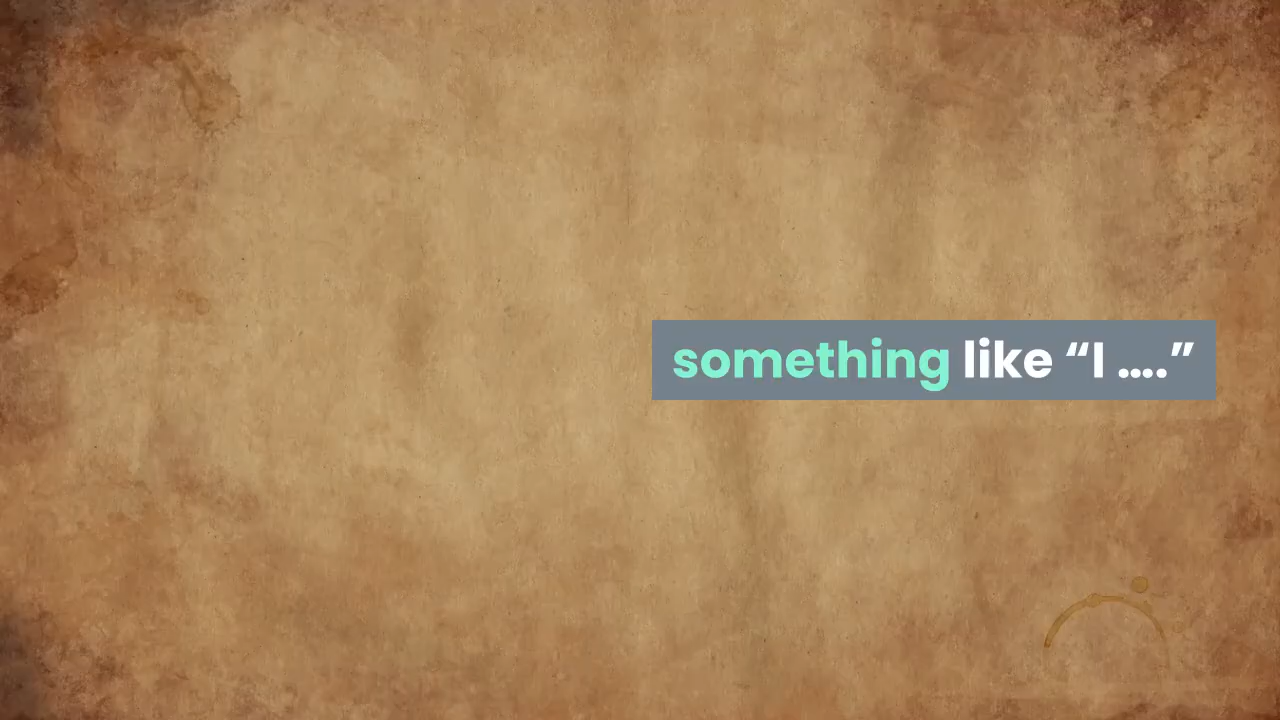 something like “I ....”